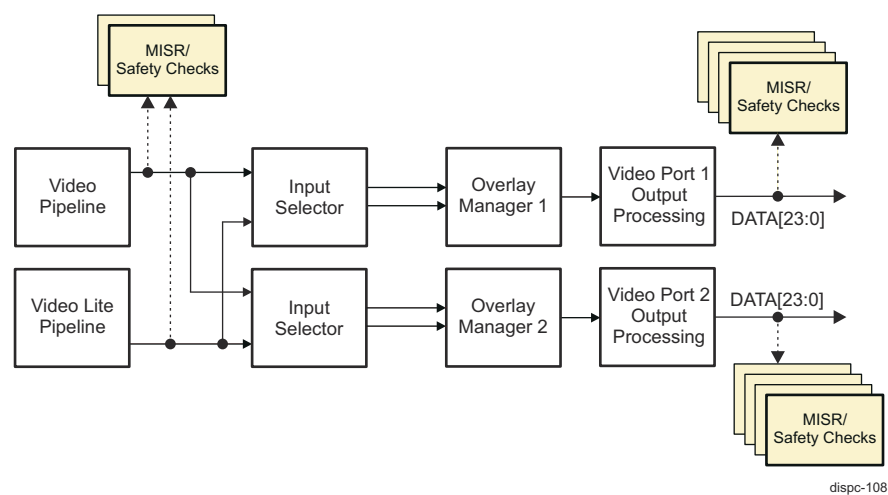 MISR/
Safety Checks
MISR/
Safety Checks
Video
Pipeline
Input
Selector
Overlay
Manager 1
Video Port 1
Output
Processing
DATA[23:0]
Video Lite
Pipeline
Input
Selector
Overlay
Manager 2
Video Port 2
Output
Processing
DATA[23:0]
MISR/
Safety Checks
dispc-108